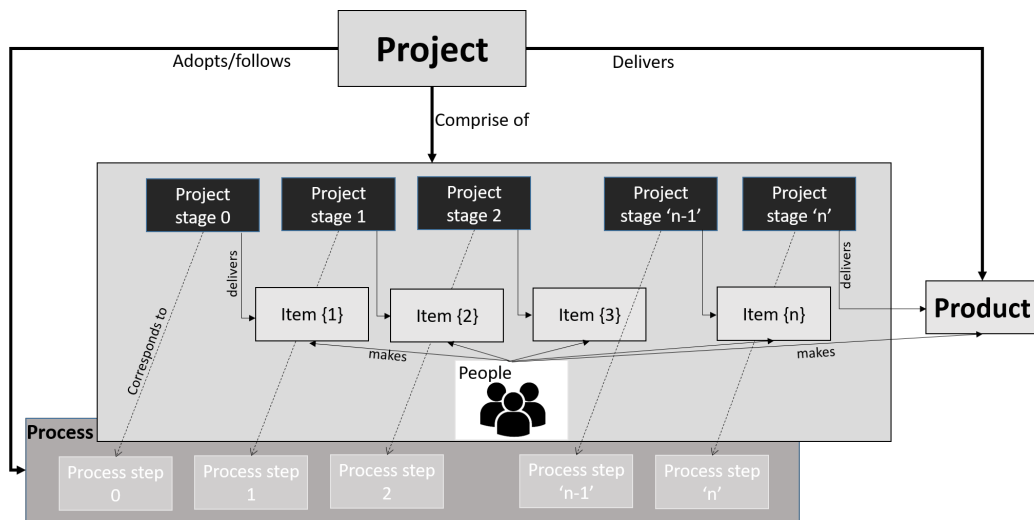 Project
Adopts/follows
Delivers
Comprise of
Project
stage 0
Project
stage 1
Project
stage 2
Project
stage ‘n-1’
Project
stage ‘n’
delivers
delivers
Item {1}
Item {2}
Item {3}
Item {n}
Product
Corresponds to
makes
makes
People
Process
Process step
0
Process step
1
Process step
2
Process step
‘n-1’
Process step
‘n’